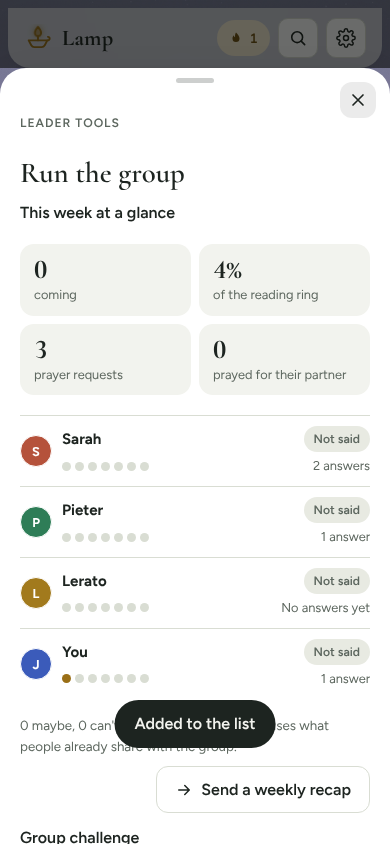 Lamp
1
LEADER TOOLS
Run the group
This week at a glance
0
coming
4%
of the reading ring
3
prayer requests
0
prayed for their partner
S
Sarah
Not said
2 answers
P
Pieter
Not said
1 answer
L
Lerato
Not said
No answers yet
J
You
Not said
1 answer
0 maybe, 0 can'
Added to the list
ses what
people already share with the group.
Send a weekly recap
Group challenge